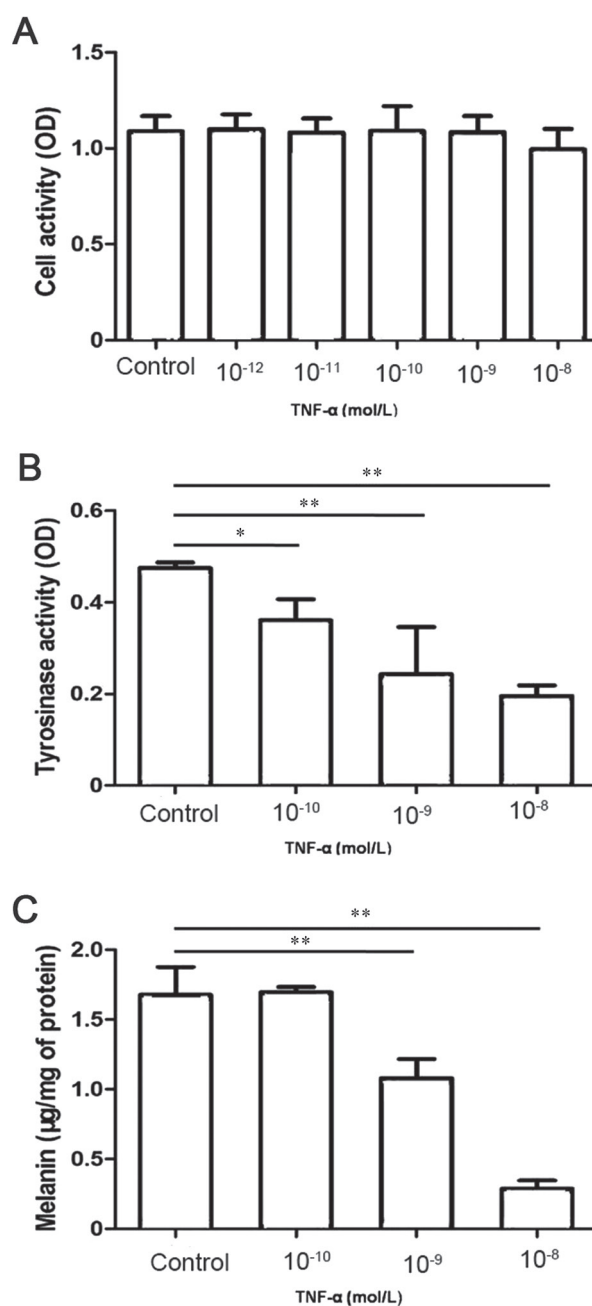 A
Cell activity (OD)
1.5
1.0
0.5
0
Control 10⁻¹² 10⁻¹¹ 10⁻¹⁰ 10⁻⁹ 10⁻⁸
TNF-α (mol/L)
B
**
**
*
Tyrosinase activity (OD)
0.6
0.4
0.2
0
Control 10⁻¹⁰ 10⁻⁹ 10⁻⁸
TNF-α (mol/L)
C
**
**
Melanin (µg/mg of protein)
2.0
1.5
1.0
0.5
0
Control 10⁻¹⁰ 10⁻⁹ 10⁻⁸
TNF-α (mol/L)